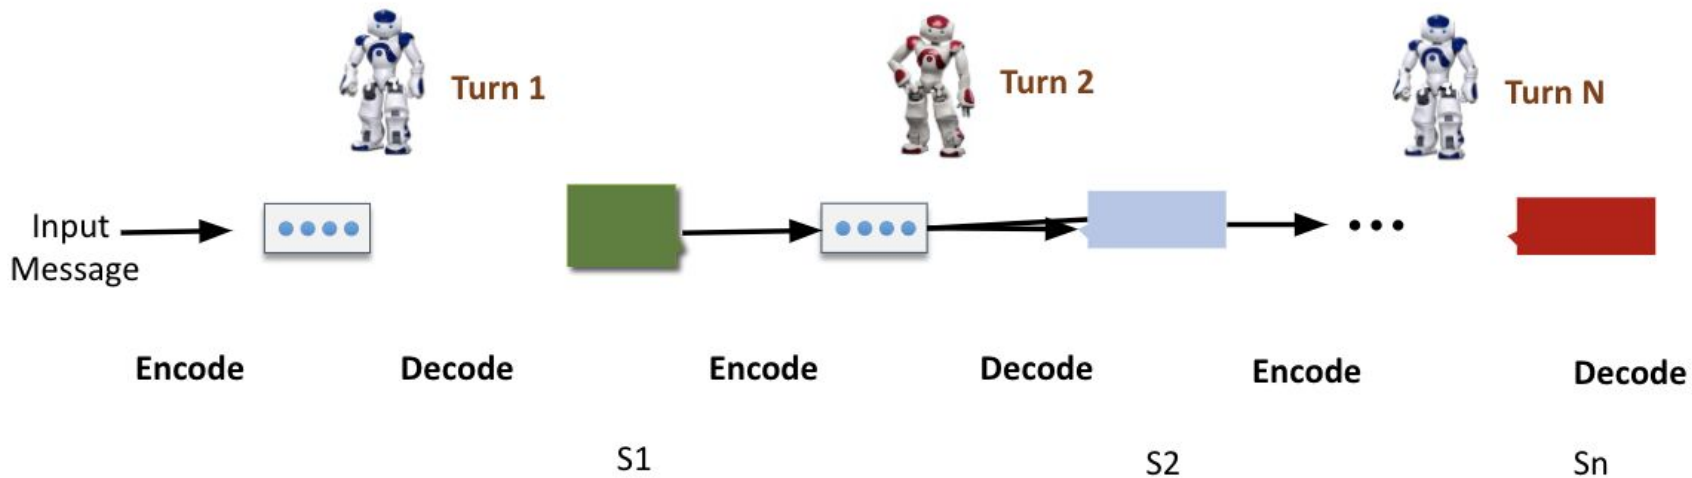 Turn 1
Turn 2
Turn N
Input
Message
Encode
Decode
Encode
Decode
Encode
Decode
S1
S2
Sn